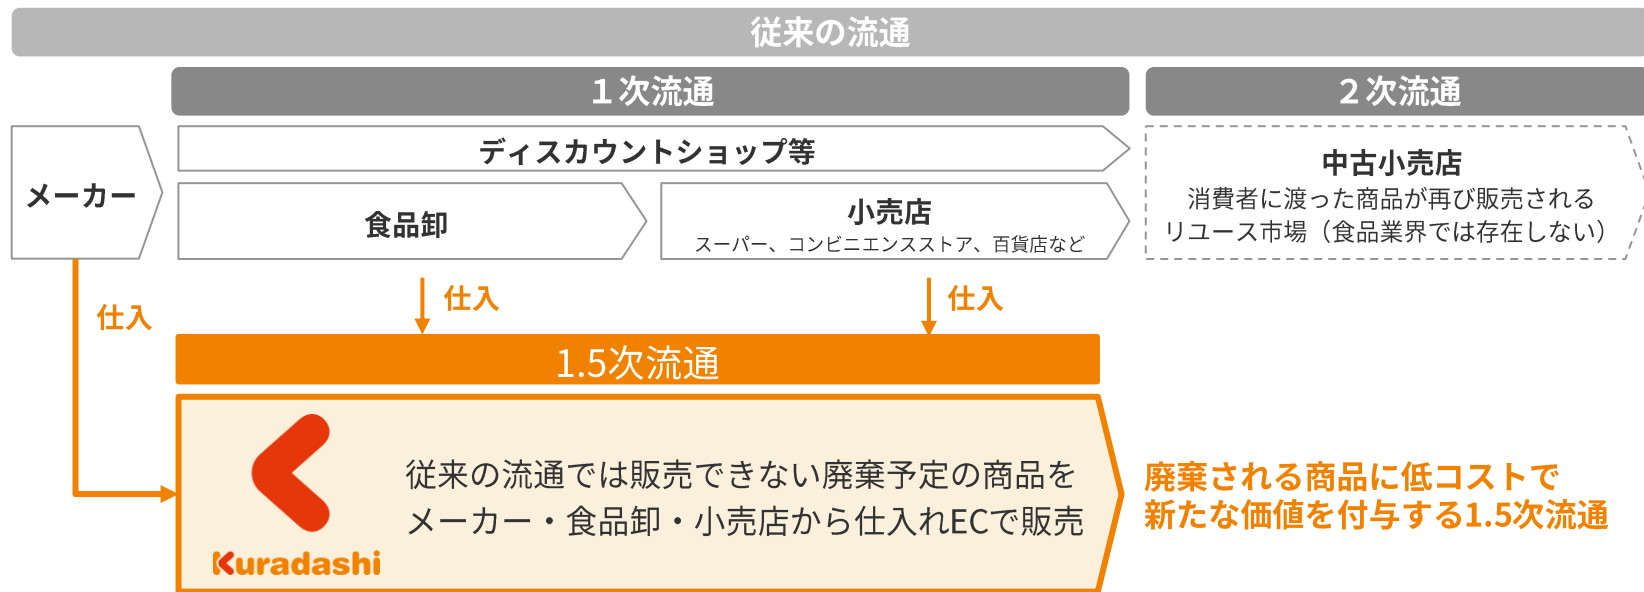 従来の流通
１次流通
２次流通
メーカー
ディスカウントショップ等
食品卸
小売店
スーパー、コンビニエンスストア、百貨店など
中古小売店
消費者に渡った商品が再び販売される
リユース市場（食品業界では存在しない）
仕入
仕入
仕入
1.5次流通
従来の流通では販売できない廃棄予定の商品を
メーカー・食品卸・小売店から仕入れECで販売
Kuradashi
廃棄される商品に低コストで
新たな価値を付与する1.5次流通